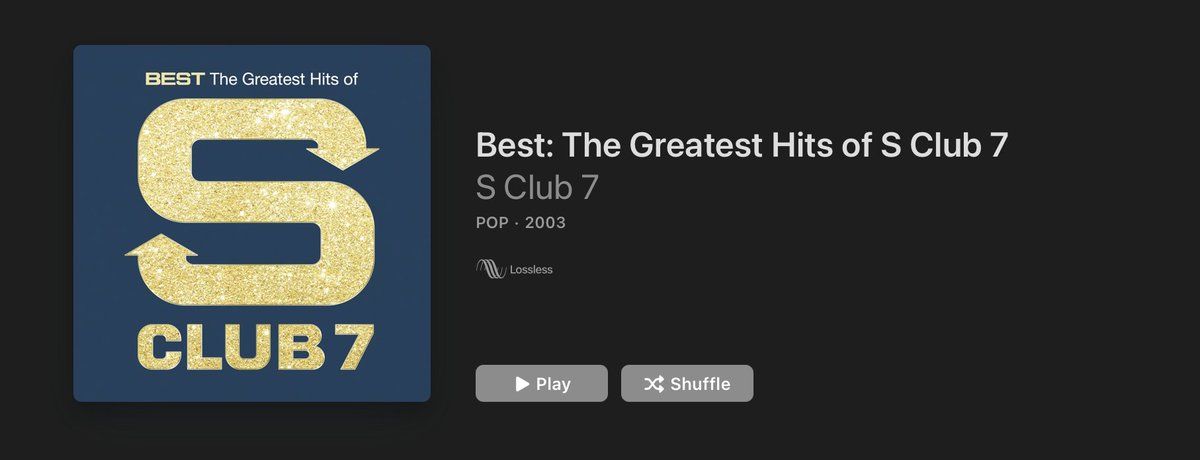 BEST The Greatest Hits of
S
CLUB 7
Best: The Greatest Hits of S Club 7
S Club 7
POP · 2003
Lossless
Play
Shuffle